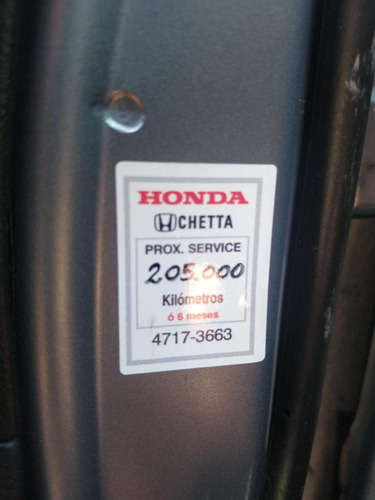 HONDA
CHETTA
PROX. SERVICE
205.000
Kilómetros
ó 6 meses
4717-3663